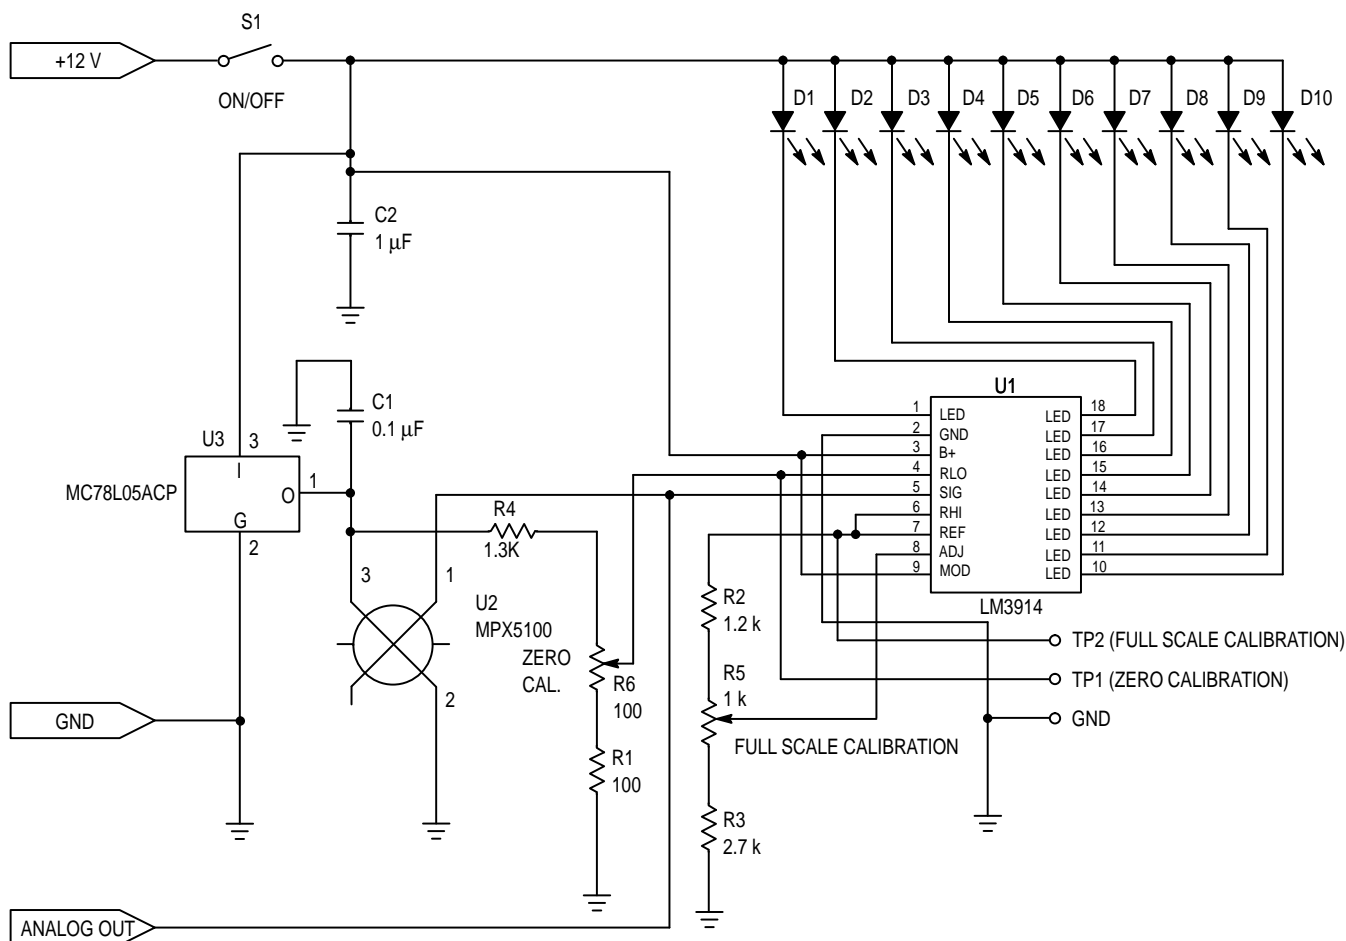 S1
+12 V
ON/OFF
D1
D2
D3
D4
D5
D6
D7
D8
D9
D10
C2
1 µF
C1
0.1 µF
U3
3
I
MC78L05ACP
O
1
G
2
R4
1.3K
3
1
U2
MPX5100
2
ZERO
CAL.
R6
100
R1
100
U1
1 LED
2 GND
3 B+
4 RLO
5 SIG
6 RHI
7 REF
8 ADJ
9 MOD
LED 18
LED 17
LED 16
LED 15
LED 14
LED 13
LED 12
LED 11
LED 10
LM3914
R2
1.2 k
R5
1 k
FULL SCALE CALIBRATION
R3
2.7 k
TP2 (FULL SCALE CALIBRATION)
TP1 (ZERO CALIBRATION)
GND
GND
ANALOG OUT